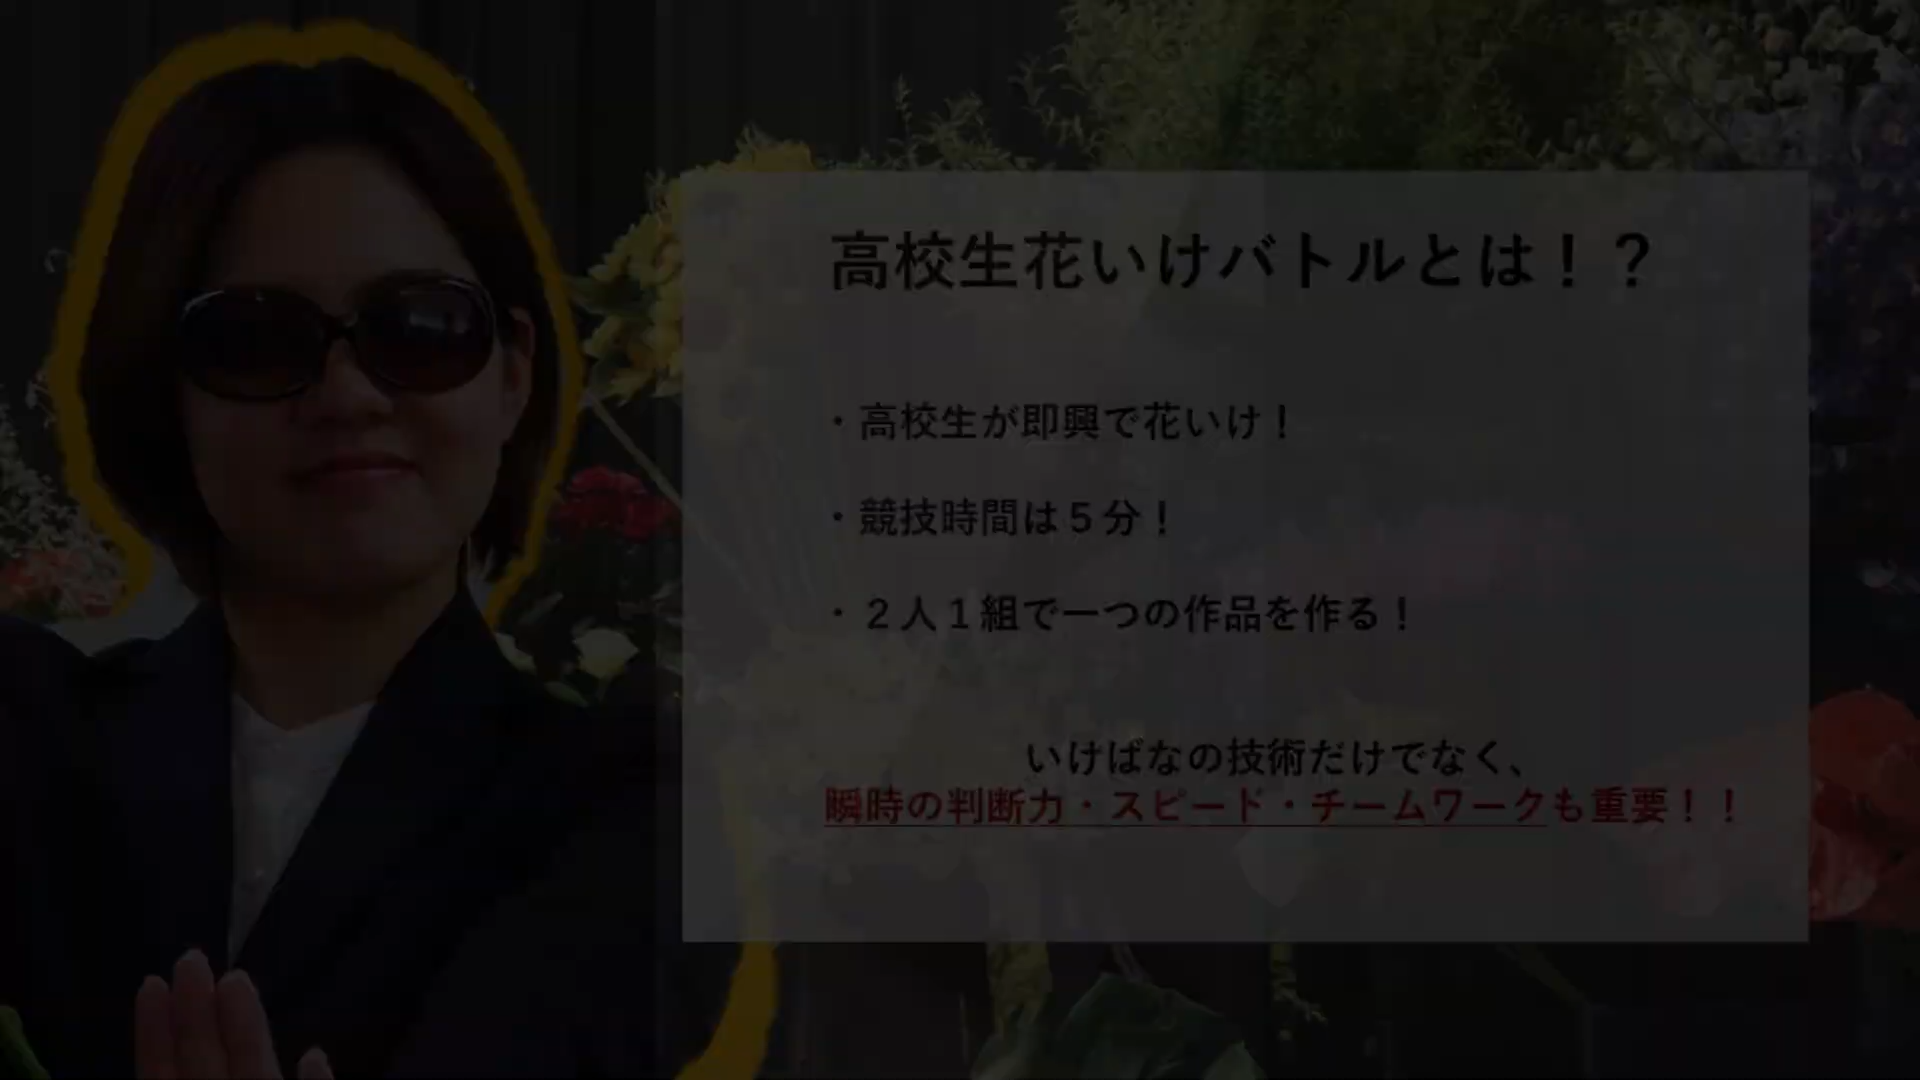 高校生花いけバトルとは！？
・高校生が即興で花いけ！
・競技時間は５分！
・２人１組で一つの作品を作る！
いけばなの技術だけでなく、
瞬時の判断力・スピード・チームワークも重要！！